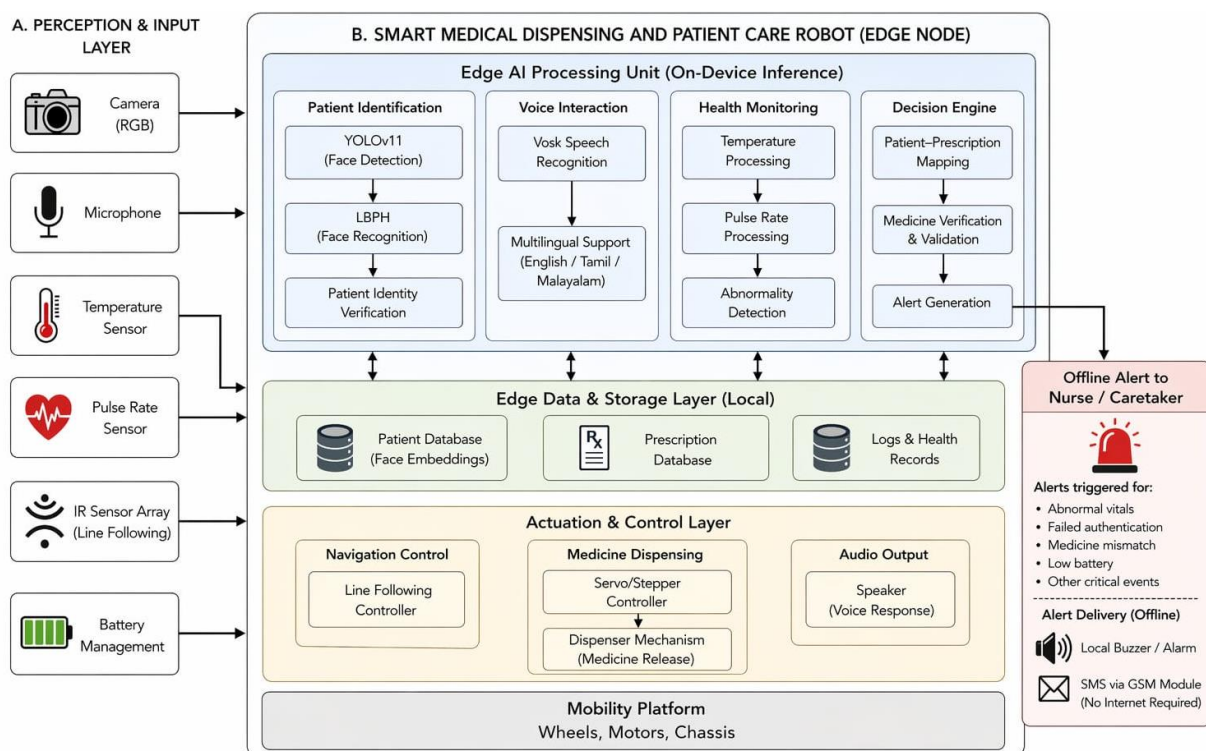 A. PERCEPTION & INPUT
LAYER
Camera
(RGB)
Microphone
Temperature
Sensor
Pulse Rate
Sensor
IR Sensor Array
(Line Following)
Battery
Management
B. SMART MEDICAL DISPENSING AND PATIENT CARE ROBOT (EDGE NODE)
Edge AI Processing Unit (On-Device Inference)
Patient Identification
YOLOv11
(Face Detection)
LBPH
(Face Recognition)
Patient Identity
Verification
Voice Interaction
Vosk Speech
Recognition
Multilingual Support
(English / Tamil /
Malayalam)
Health Monitoring
Temperature
Processing
Pulse Rate
Processing
Abnormality
Detection
Decision Engine
Patient–Prescription
Mapping
Medicine Verification
& Validation
Alert Generation
Edge Data & Storage Layer (Local)
Patient Database
(Face Embeddings)
Rx
Prescription
Database
Logs & Health
Records
Actuation & Control Layer
Navigation Control
Line Following
Controller
Medicine Dispensing
Servo/Stepper
Controller
Dispenser Mechanism
(Medicine Release)
Audio Output
Speaker
(Voice Response)
Mobility Platform
Wheels, Motors, Chassis
Offline Alert to
Nurse / Caretaker
Alerts triggered for:
• Abnormal vitals
• Failed authentication
• Medicine mismatch
• Low battery
• Other critical events
Alert Delivery (Offline)
Local Buzzer / Alarm
SMS via GSM Module
(No Internet Required)